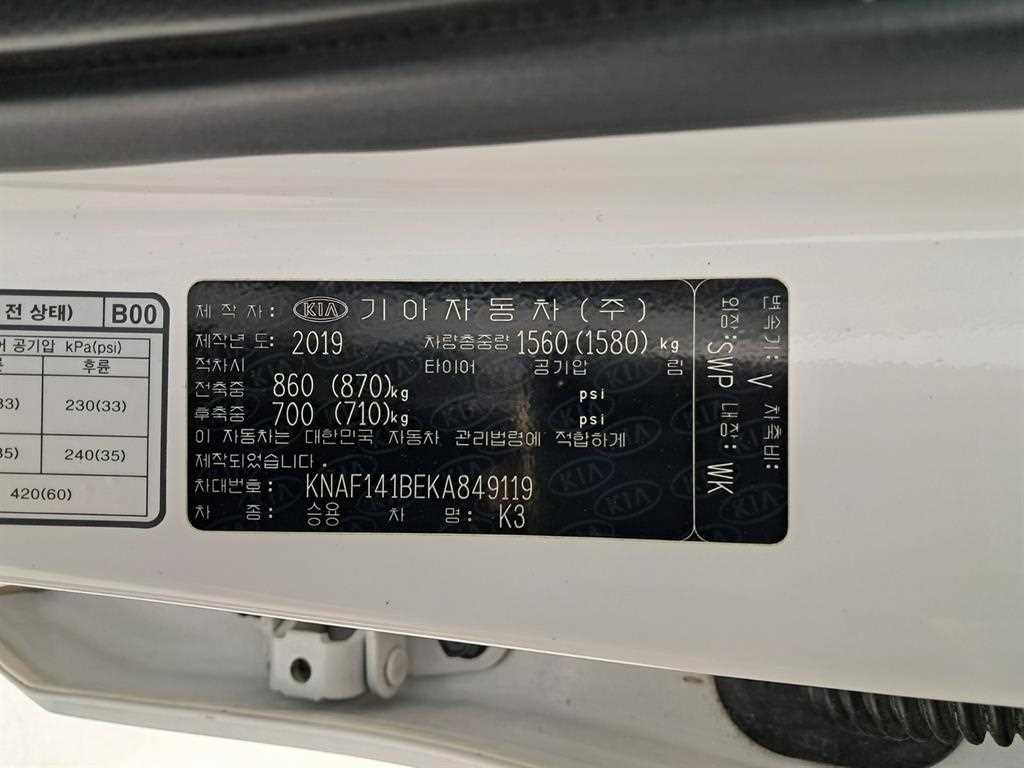 전 상태) B00
어 공기압 kPa(psi)
후륜
33) 230(33)
35) 240(35)
420(60)
제 작 자: KIA 기아자동차(주)
제작년도: 2019 차량총중량 1560(1580) kg
적차시 타이어 공기압 림
전축중 860 (870)kg psi
후축중 700 (710)kg psi
이 자동차는 대한민국 자동차 관리법령에 적합하게
제작되었습니다.
차대번호: KNAF141BEKA849119
차 종: 승용 차 명: K3
변속기: V 차축비:
외장: SWP 내장: WK